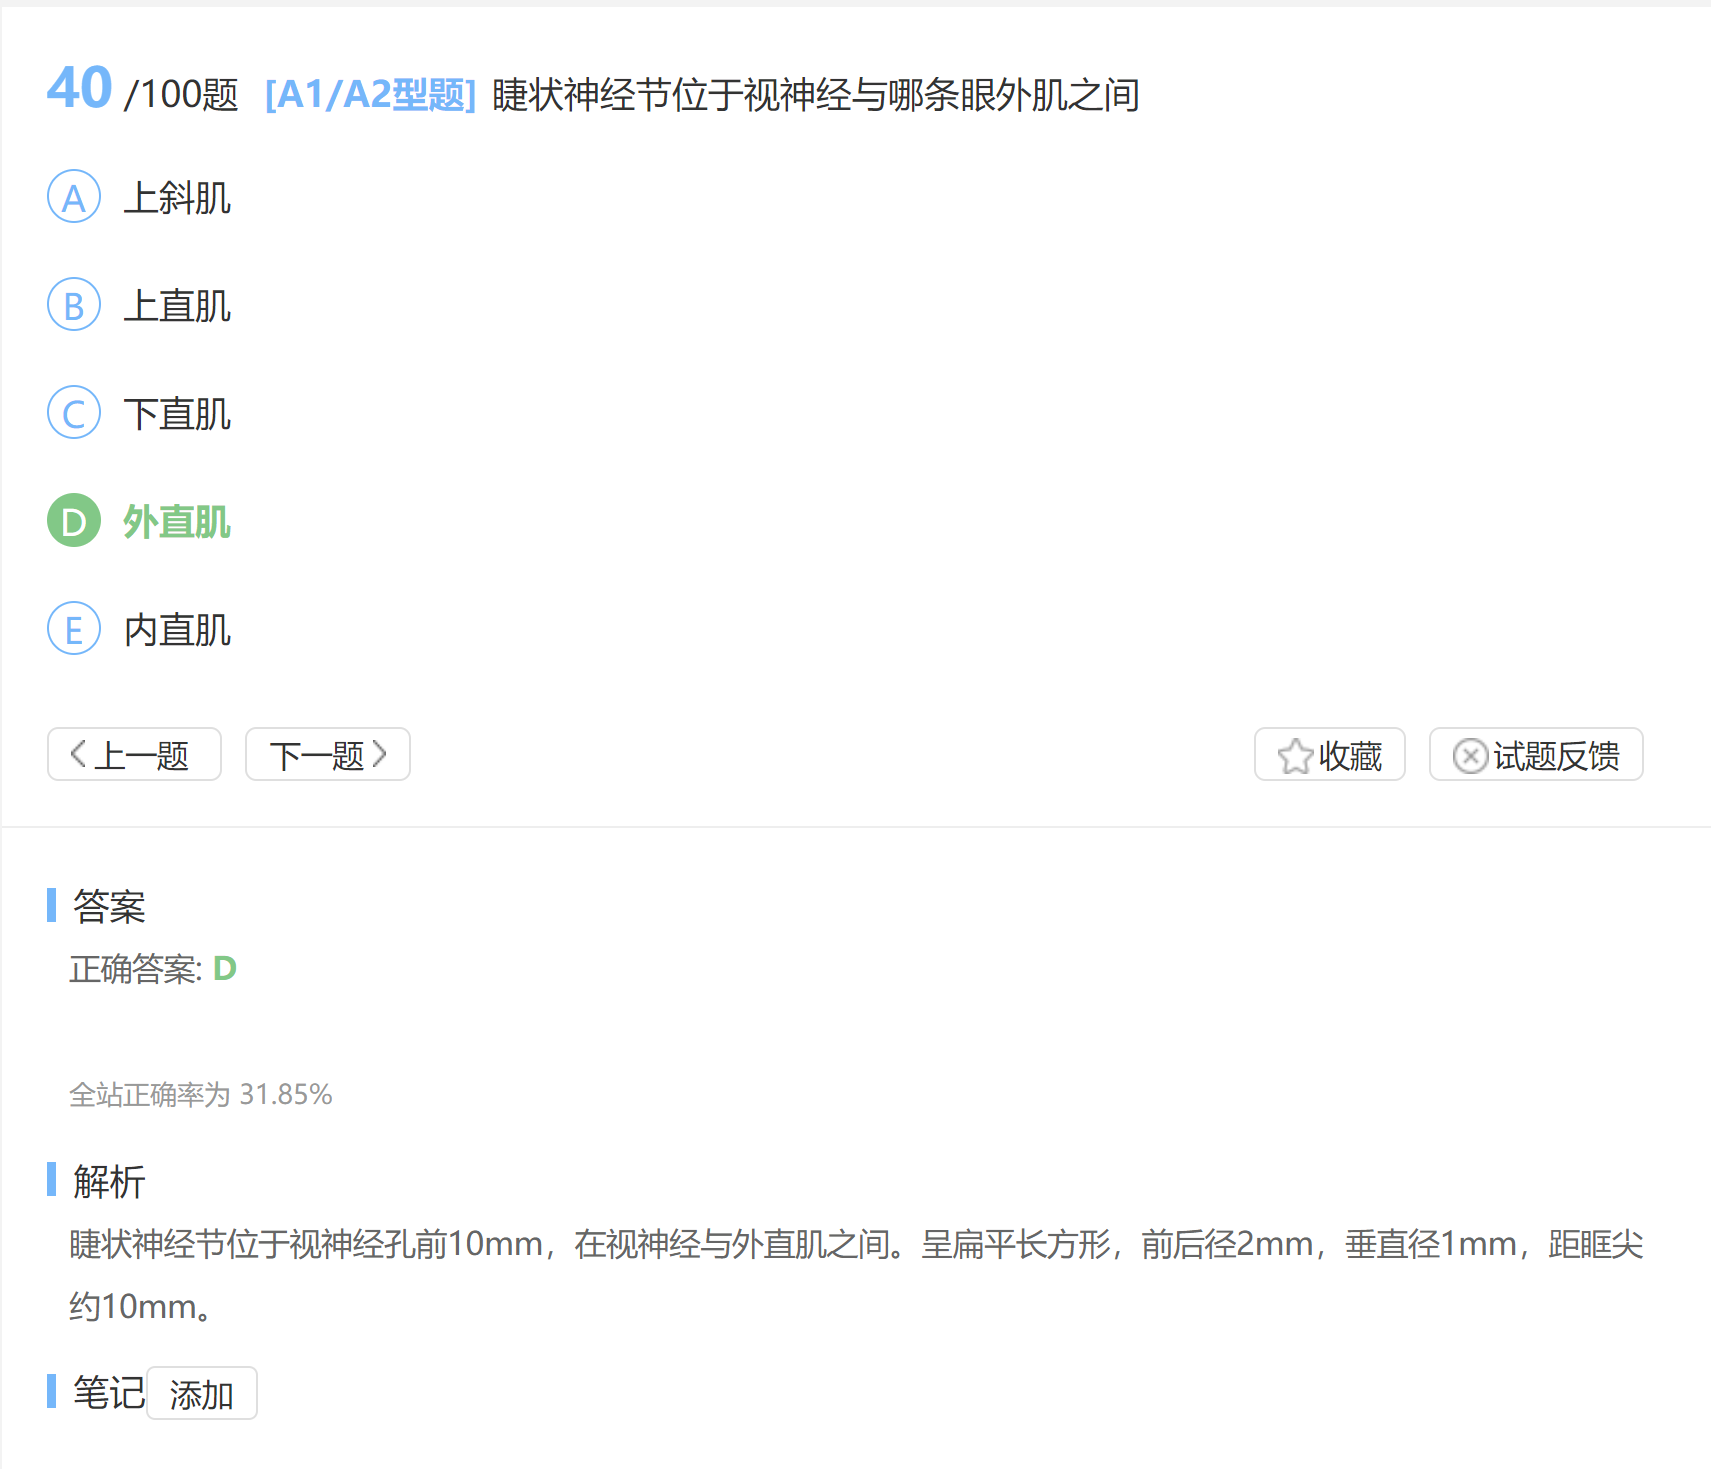 40 /100题 [A1/A2型题] 睫状神经节位于视神经与哪条眼外肌之间
A 上斜肌
B 上直肌
C 下直肌
D 外直肌
E 内直肌
上一题 下一题 收藏 试题反馈
答案
正确答案: D
全站正确率为 31.85%
解析
睫状神经节位于视神经孔前10mm，在视神经与外直肌之间。呈扁平长方形，前后径2mm，垂直径1mm，距眶尖
约10mm。
笔记 添加